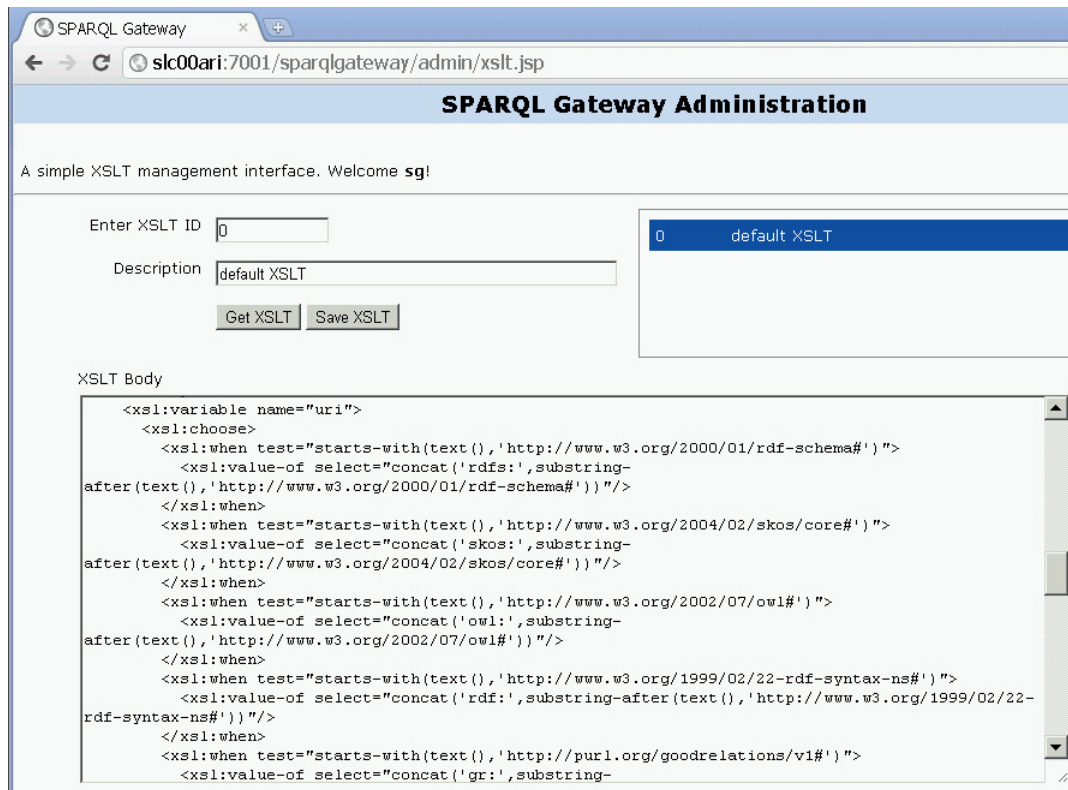 SPARQL Gateway
slc00ari:7001/sparqlgateway/admin/xslt.jsp
SPARQL Gateway Administration
A simple XSLT management interface. Welcome sg!
Enter XSLT ID 0
0 default XSLT
Description default XSLT
Get XSLT Save XSLT
XSLT Body
<xsl:variable name="uri">
<xsl:choose>
<xsl:when test="starts-with(text(),'http://www.w3.org/2000/01/rdf-schema#')">
<xsl:value-of select="concat('rdfs:',substring-
after(text(),'http://www.w3.org/2000/01/rdf-schema#'))"/>
</xsl:when>
<xsl:when test="starts-with(text(),'http://www.w3.org/2004/02/skos/core#')">
<xsl:value-of select="concat('skos:',substring-
after(text(),'http://www.w3.org/2004/02/skos/core#'))"/>
</xsl:when>
<xsl:when test="starts-with(text(),'http://www.w3.org/2002/07/owl#')">
<xsl:value-of select="concat('owl:',substring-
after(text(),'http://www.w3.org/2002/07/owl#'))"/>
</xsl:when>
<xsl:when test="starts-with(text(),'http://www.w3.org/1999/02/22-rdf-syntax-ns#')">
<xsl:value-of select="concat('rdf:',substring-after(text(),'http://www.w3.org/1999/02/22-
rdf-syntax-ns#'))"/>
</xsl:when>
<xsl:when test="starts-with(text(),'http://purl.org/goodrelations/v1#')">
<xsl:value-of select="concat('gr:',substring-